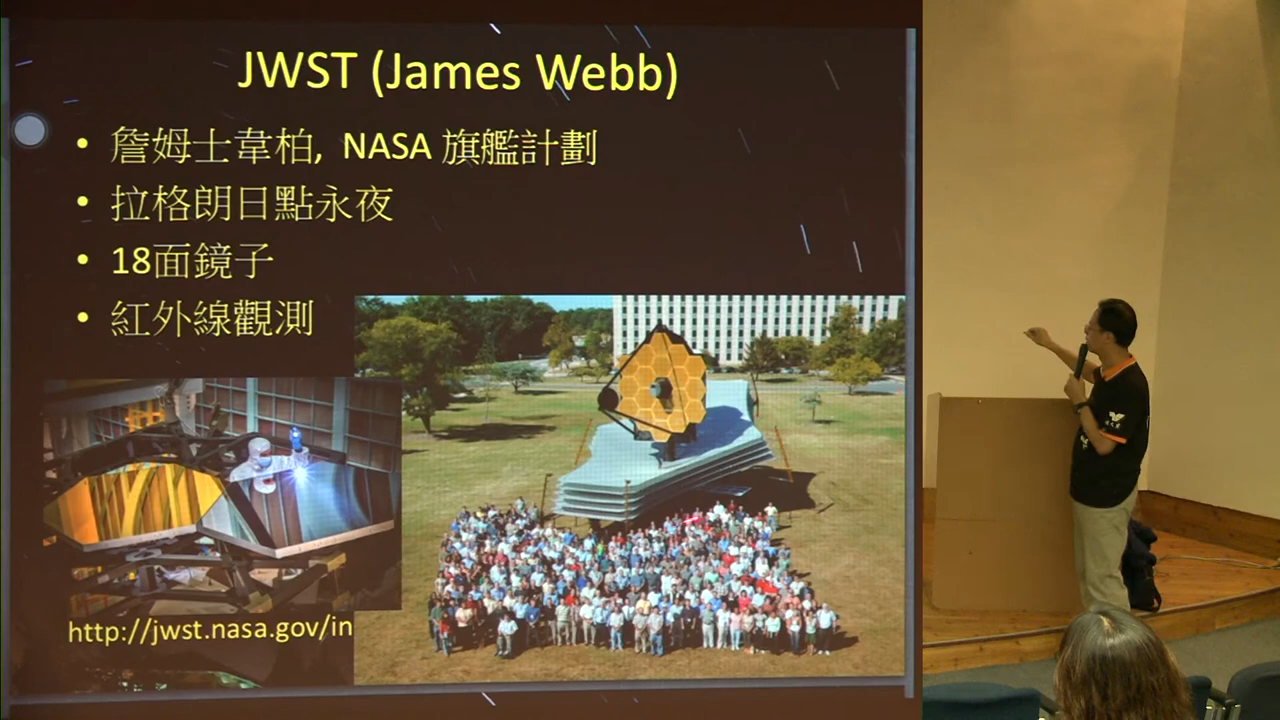 JWST (James Webb)
• 詹姆士韋柏, NASA 旗艦計劃
• 拉格朗日點永夜
• 18面鏡子
• 紅外線觀測
http://jwst.nasa.gov/in